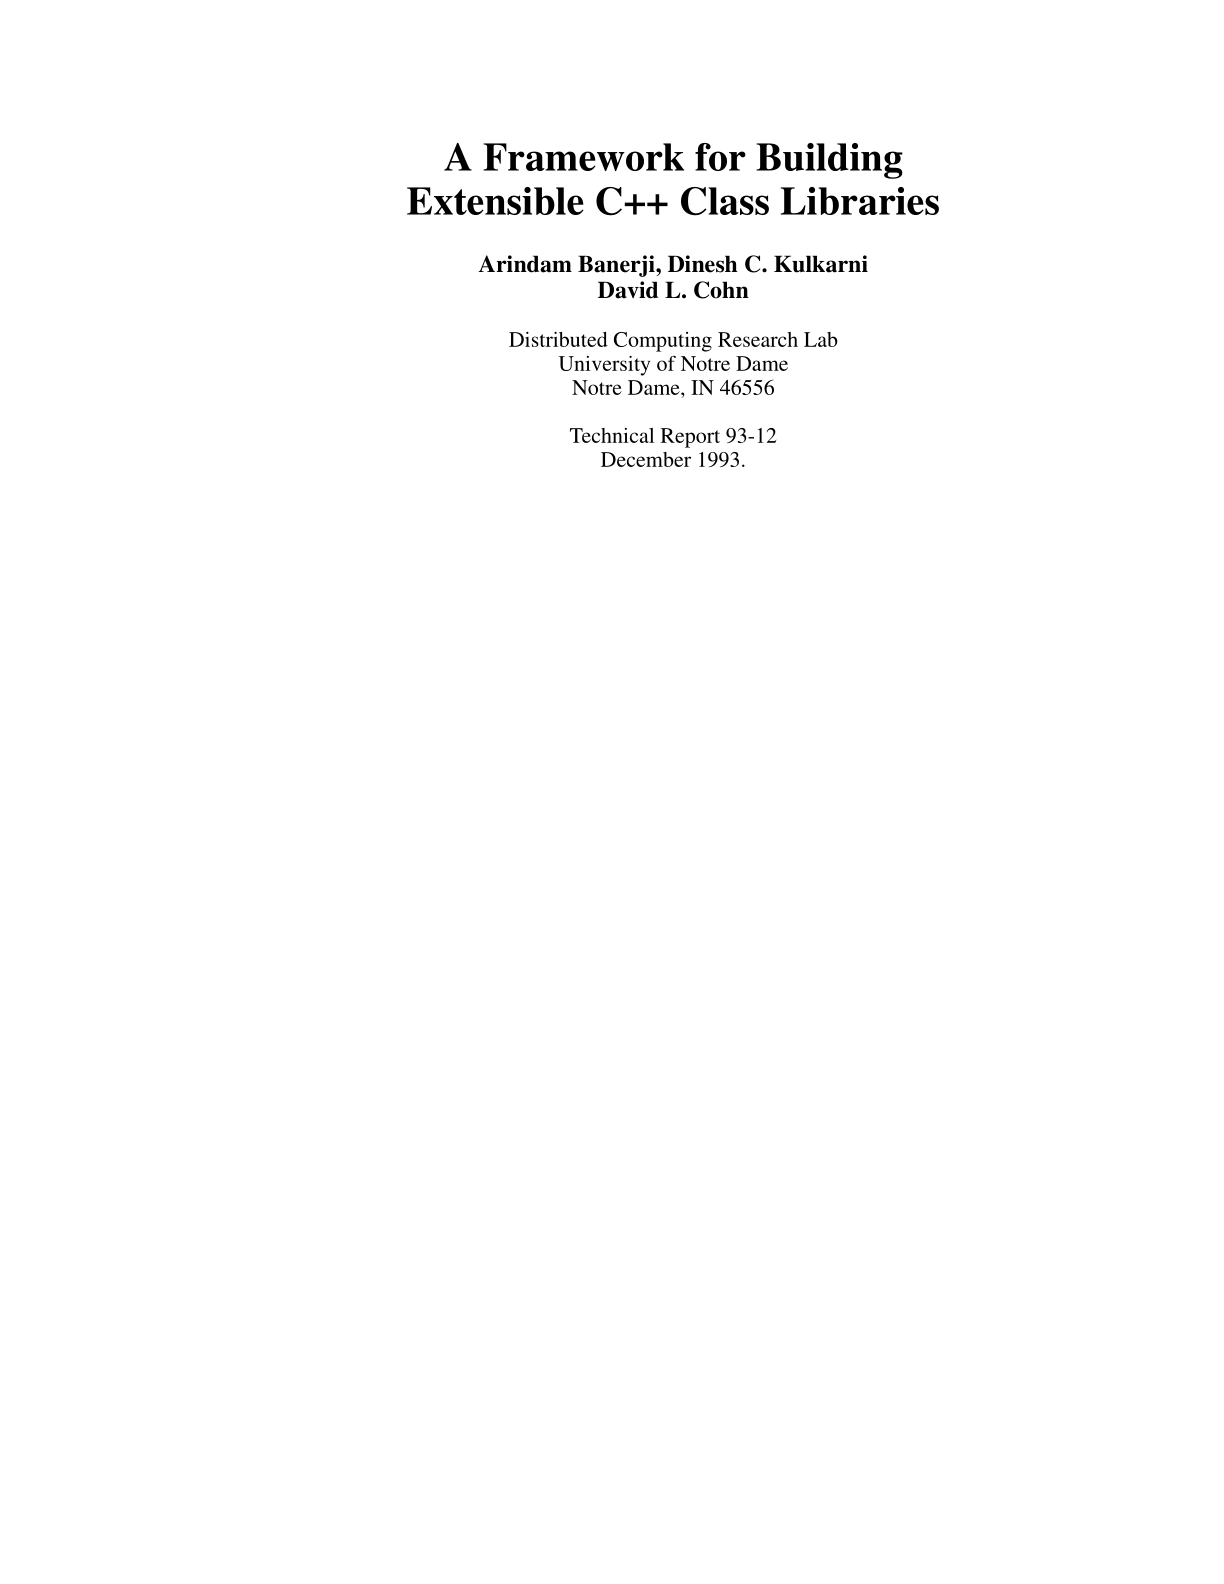 A Framework for Building
Extensible C++ Class Libraries
Arindam Banerji, Dinesh C. Kulkarni
David L. Cohn
Distributed Computing Research Lab
University of Notre Dame
Notre Dame, IN 46556
Technical Report 93-12
December 1993.